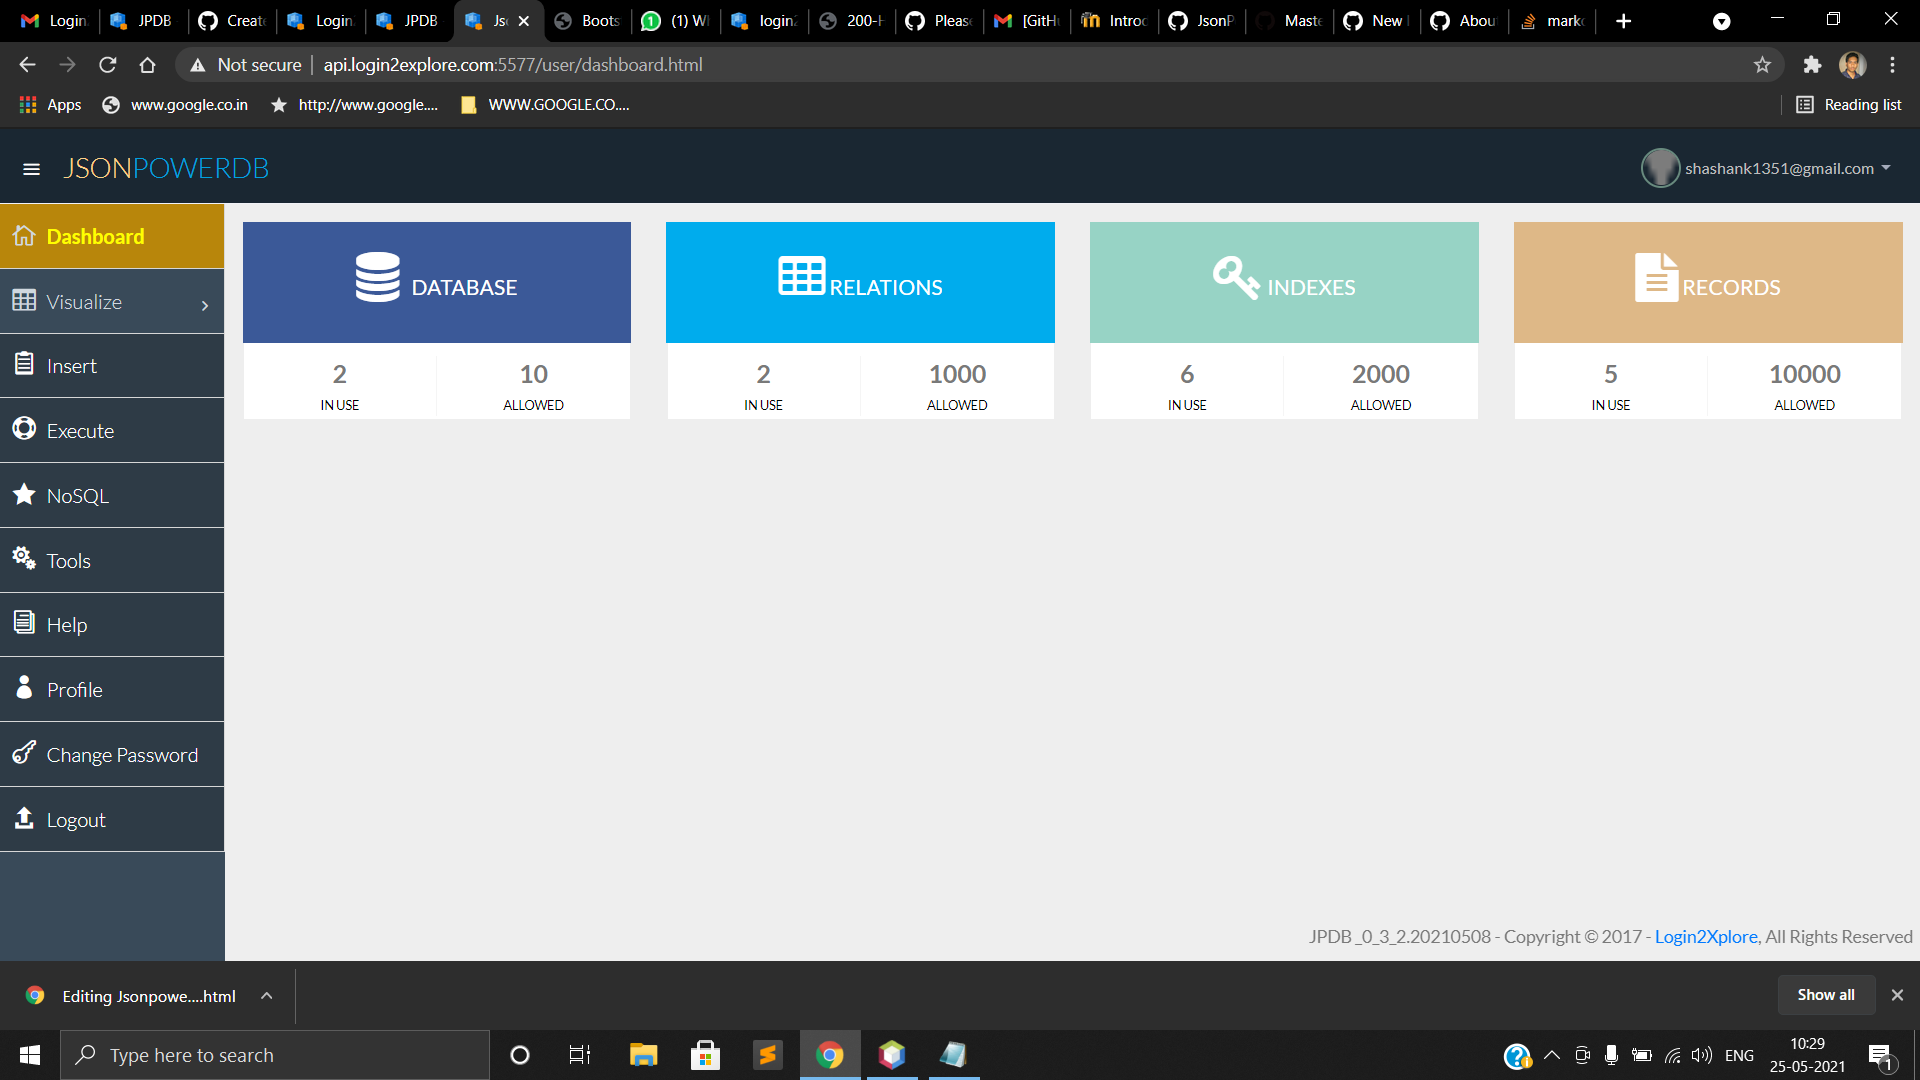 Login
JPDB
Create
Login
JPDB
Js
Boots
(1) W
login
200-H
Please
[GitH
Introc
JsonP
Maste
New
Abou
mark
Not secure
api.login2explore.com:5577/user/dashboard.html
Apps
www.google.co.in
http://www.google....
WWW.GOOGLE.CO....
Reading list
JSONPOWERDB
shashank1351@gmail.com
Dashboard
Visualize
Insert
Execute
NoSQL
Tools
Help
Profile
Change Password
Logout
DATABASE
2
IN USE
10
ALLOWED
RELATIONS
2
IN USE
1000
ALLOWED
INDEXES
6
IN USE
2000
ALLOWED
RECORDS
5
IN USE
10000
ALLOWED
JPDB_0_3_2.20210508 - Copyright © 2017 - Login2Xplore, All Rights Reserved
Editing Jsonpowe....html
Show all
Type here to search
ENG
10:29
25-05-2021
1